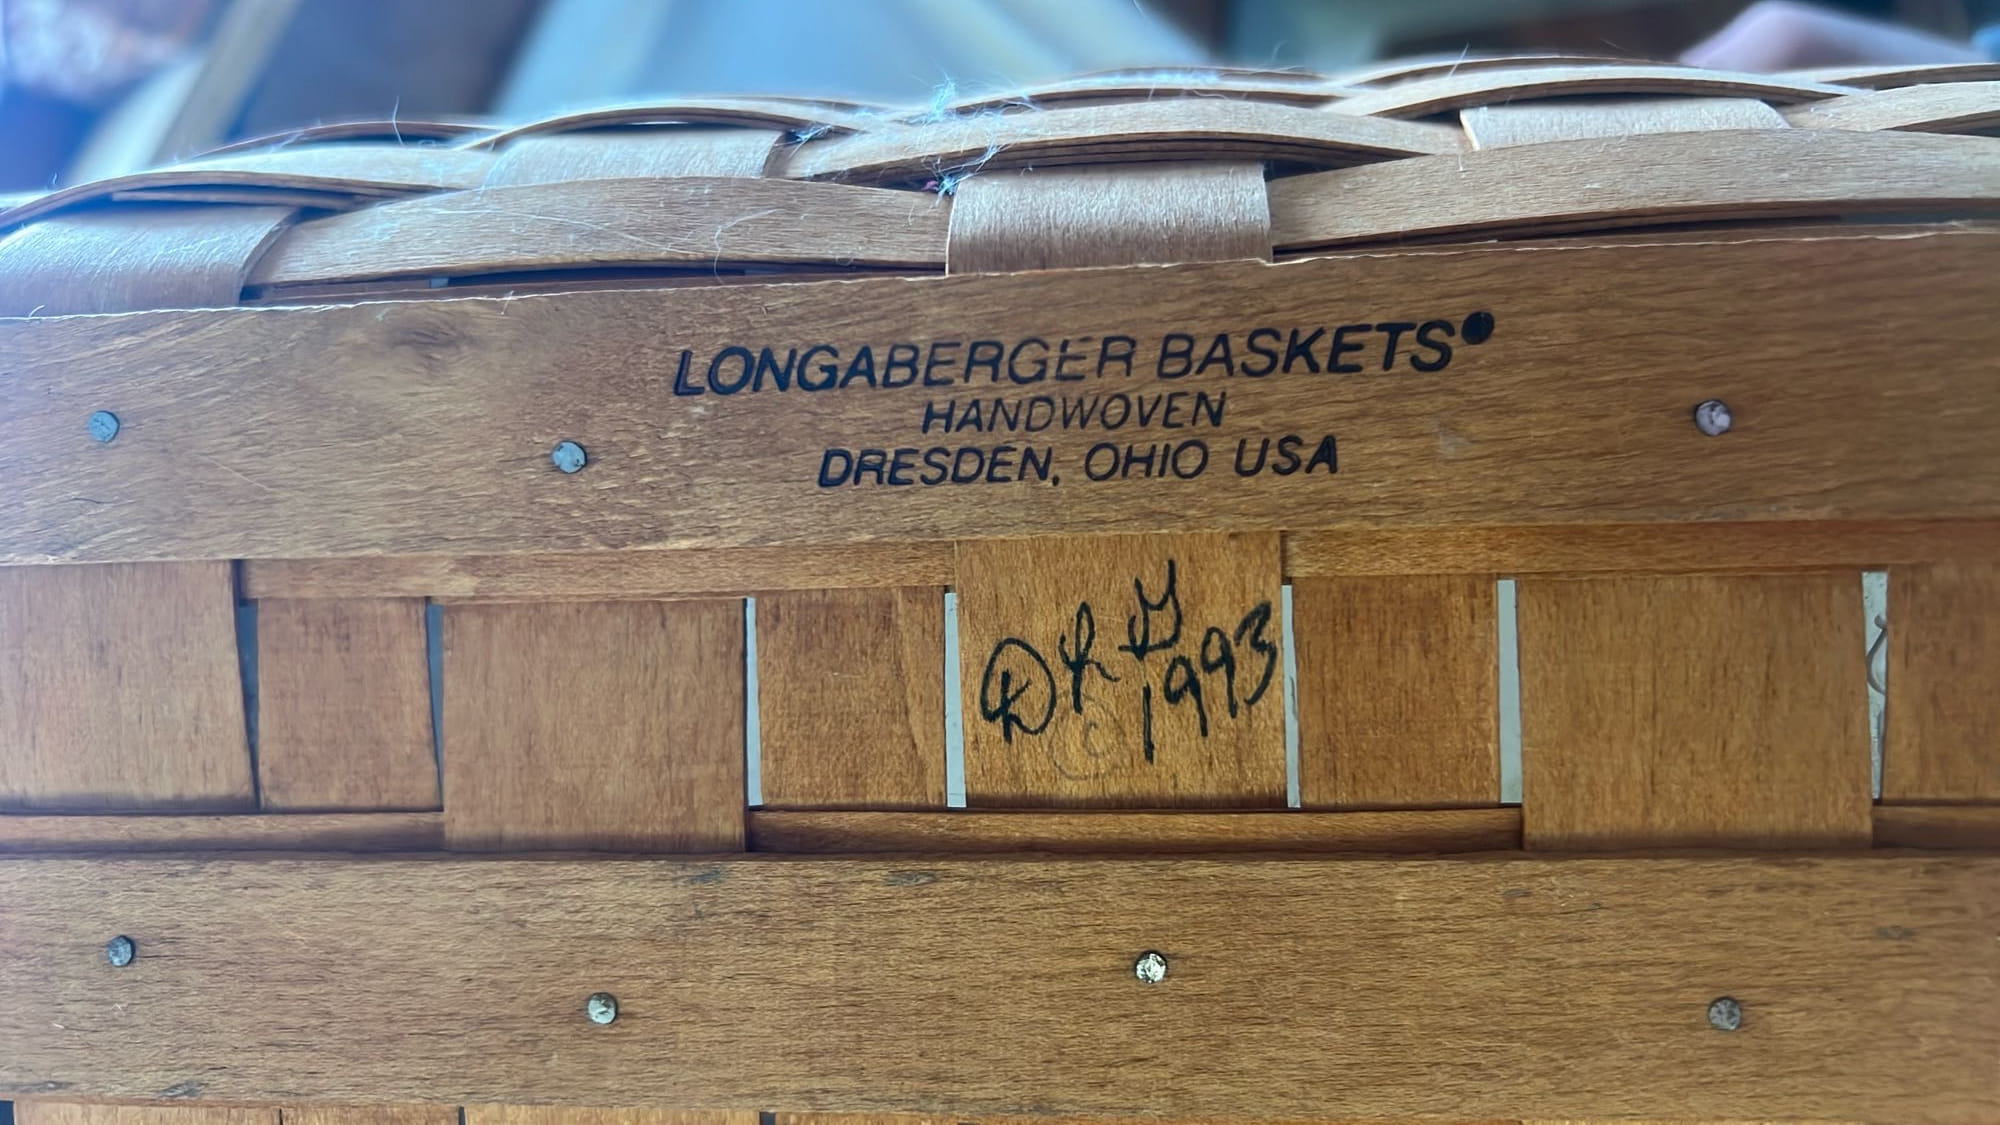 LONGABERGER BASKETS®
HANDWOVEN
DRESDEN, OHIO USA
1993